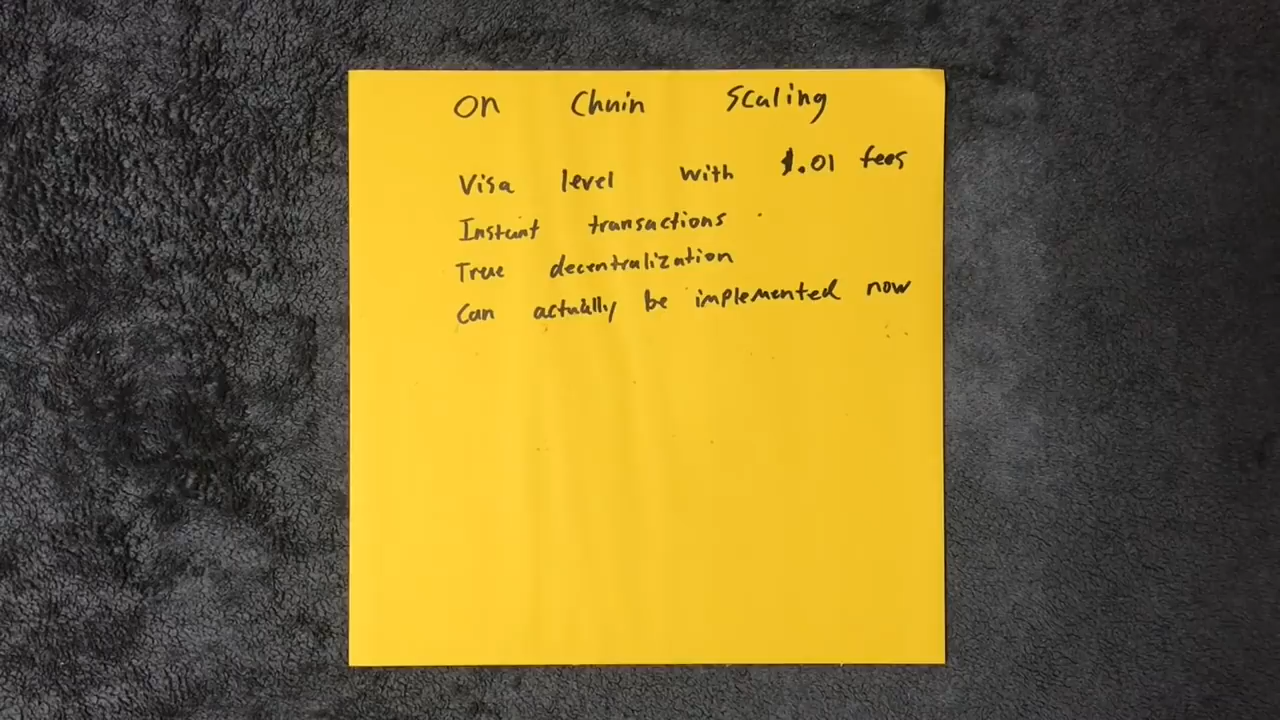 On Chain Scaling
Visa level with $.01 fees
Instant transactions
True decentralization
Can actually be implemented now